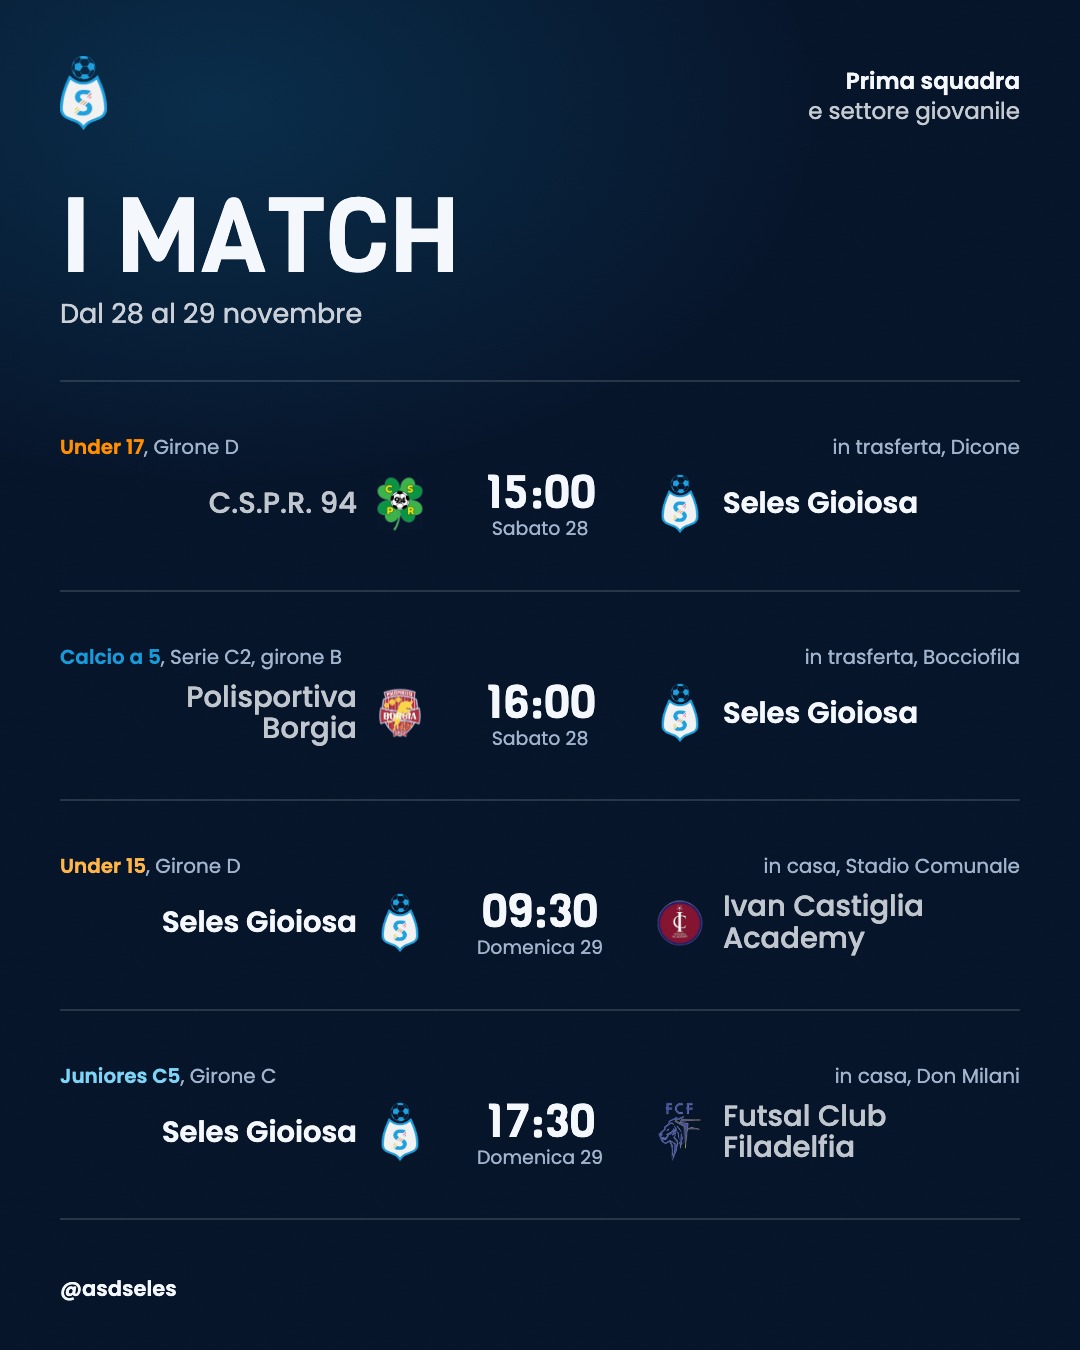 Prima squadra
e settore giovanile
I MATCH
Dal 28 al 29 novembre
Under 17, Girone D
in trasferta, Dicone
C.S.P.R. 94
C S
P R
15:00
Sabato 28
S
Seles Gioiosa
Calcio a 5, Serie C2, girone B
in trasferta, Bocciofila
Polisportiva
Borgia
BORGIA
16:00
Sabato 28
S
Seles Gioiosa
Under 15, Girone D
in casa, Stadio Comunale
Seles Gioiosa
S
09:30
Domenica 29
Ivan Castiglia
Academy
Juniores C5, Girone C
in casa, Don Milani
Seles Gioiosa
S
17:30
Domenica 29
FCF
Futsal Club
Filadelfia
@asdseles